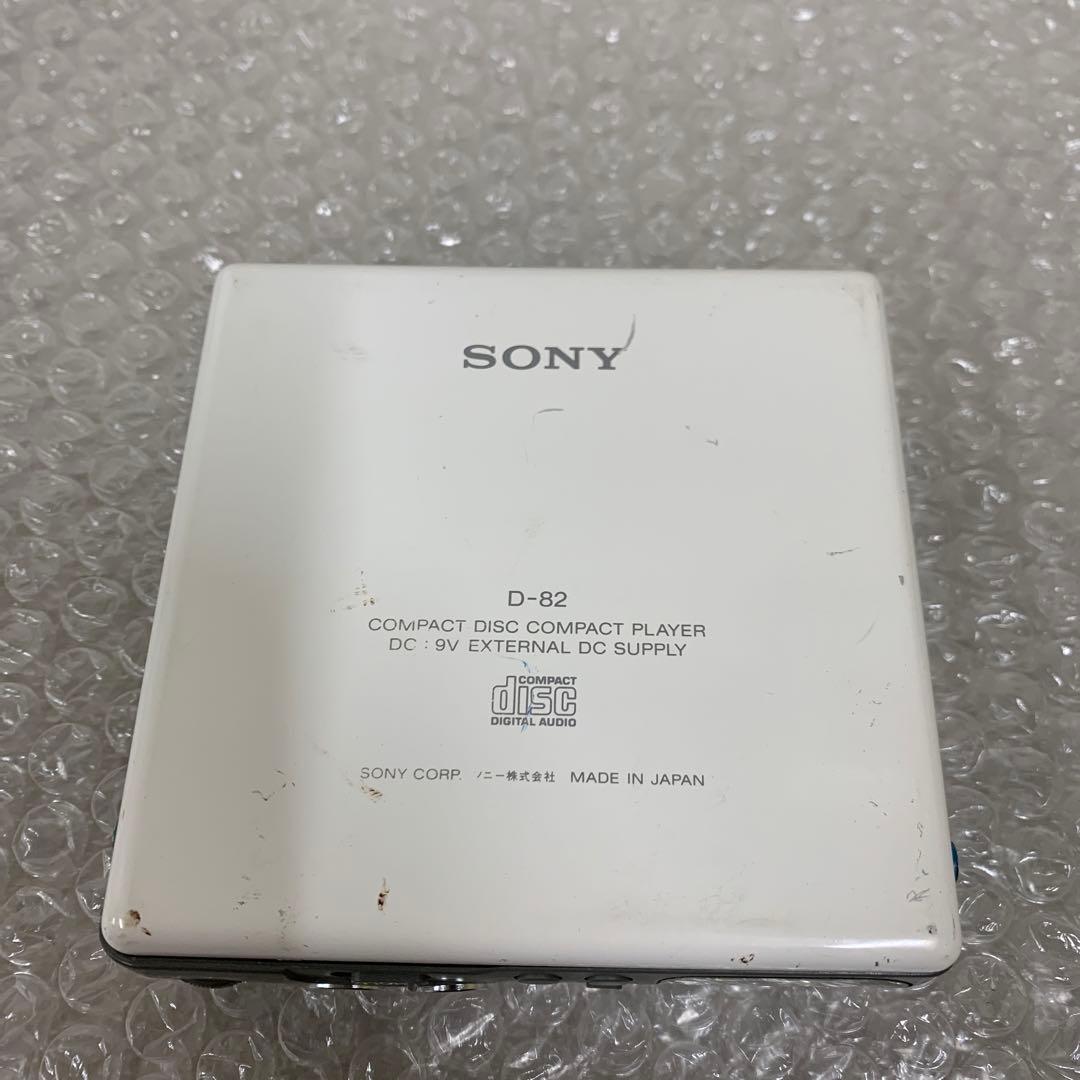 SONY
D-82
COMPACT DISC COMPACT PLAYER
DC : 9V EXTERNAL DC SUPPLY
COMPACT
disc
DIGITAL AUDIO
SONY CORP. ソニー株式会社 MADE IN JAPAN